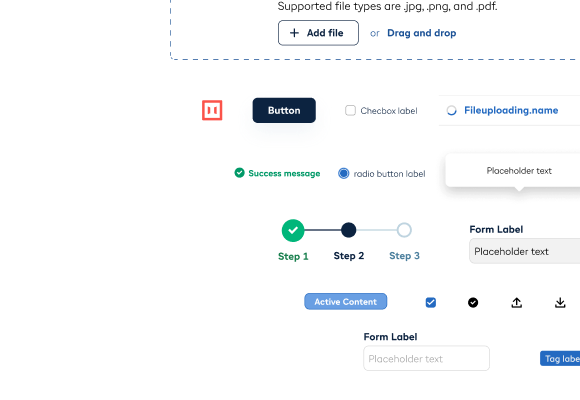 Supported file types are .jpg, .png, and .pdf.
+ Add file or Drag and drop
Button Checbox label Fileuploading.name
Success message radio button label Placeholder text
Form Label
Placeholder text
Step 1 Step 2 Step 3
Active Content
Form Label
Placeholder text
Tag labe